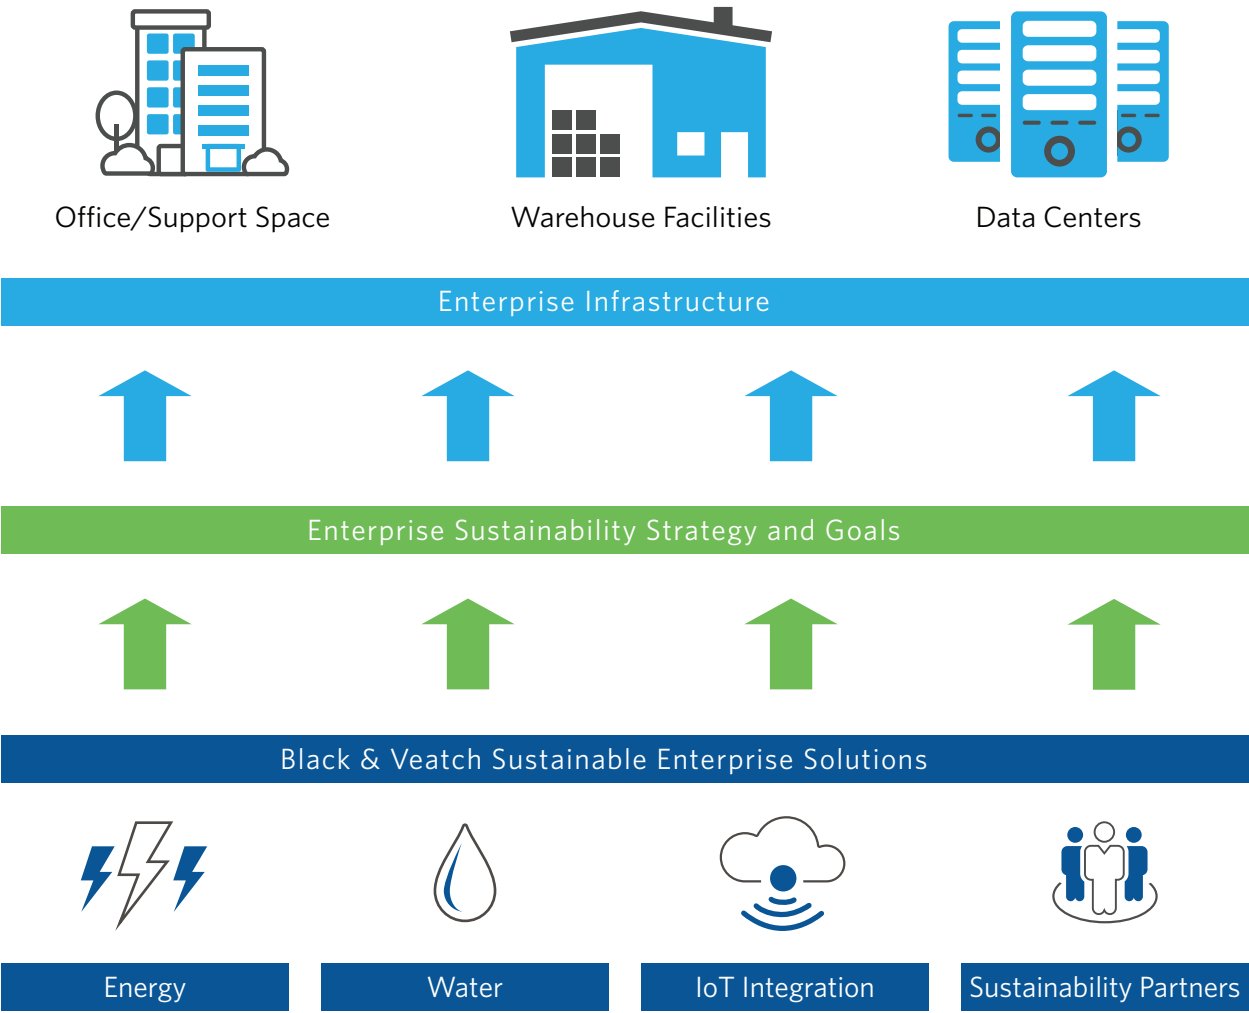 Office/Support Space
Warehouse Facilities
Data Centers
Enterprise Infrastructure
Enterprise Sustainability Strategy and Goals
Black & Veatch Sustainable Enterprise Solutions
Energy
Water
IoT Integration
Sustainability Partners